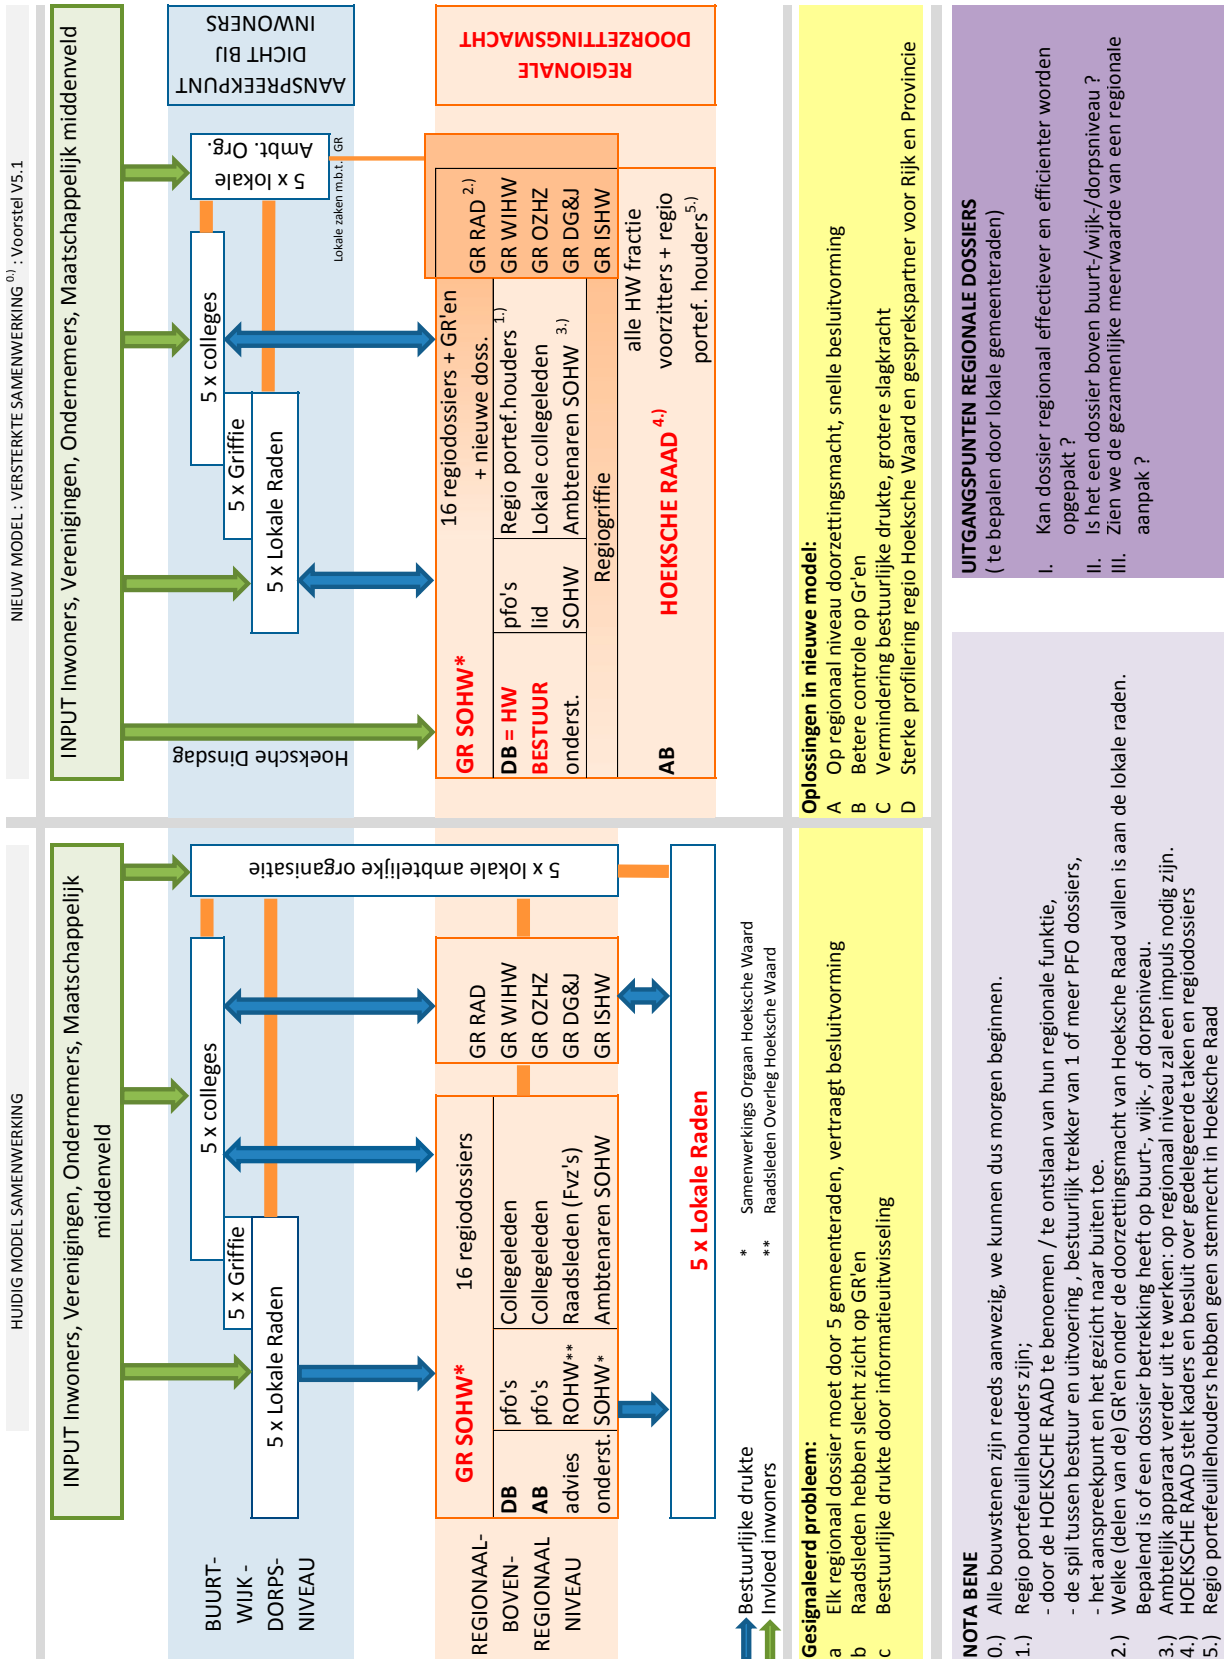 HUIDIG MODEL SAMENWERKING
INPUT Inwoners, Verenigingen, Ondernemers, Maatschappelijk
middenveld
BUURT-
WIJK -
DORPS-
NIVEAU
5 x colleges
5 x Griffie
5 x Lokale Raden
5 x lokale ambtelijke organisatie
REGIONAAL-
BOVEN-
REGIONAAL
NIVEAU
GR SOHW*
16 regiodossiers
DB pfo's Collegeleden
AB pfo's Collegeleden
advies ROHW** Raadsleden (Fvz's)
onderst. SOHW* Ambtenaren SOHW
GR RAD
GR WIHW
GR OZHZ
GR DG&J
GR ISHW
5 x Lokale Raden
Bestuurlijke drukte
Invloed inwoners
* Samenwerkings Orgaan Hoeksche Waard
** Raadsleden Overleg Hoeksche Waard
NIEUW MODEL : VERSTERKTE SAMENWERKING 0.) : Voorstel V5.1
INPUT Inwoners, Verenigingen, Ondernemers, Maatschappelijk middenveld
Hoeksche Dinsdag
5 x colleges
5 x Griffie
5 x Lokale Raden
5 x lokale
Ambt. Org.
Lokale zaken m.b.t. GR
AANSPREEKPUNT
DICHT BIJ
INWONERS
GR SOHW*
16 regiodossiers + GR'en
+ nieuwe doss.
DB = HW
BESTUUR
onderst.
pfo's
lid
SOHW
Regio portef.houders 1.)
Lokale collegeleden
Ambtenaren SOHW 3.)
Regiogriffie
GR RAD 2.)
GR WIHW
GR OZHZ
GR DG&J
GR ISHW
AB
HOEKSCHE RAAD 4.)
alle HW fractie
voorzitters + regio
portef. houders 5.)
REGIONALE
DOORZETTINGSMACHT
Gesignaleerd probleem:
a Elk regionaal dossier moet door 5 gemeenteraden, vertraagt besluitvorming
b Raadsleden hebben slecht zicht op GR'en
c Bestuurlijke drukte door informatieuitwisseling
Oplossingen in nieuwe model:
A Op regionaal niveau doorzettingsmacht, snelle besluitvorming
B Betere controle op Gr'en
C Vermindering bestuurlijke drukte, grotere slagkracht
D Sterke profilering regio Hoeksche Waard en gesprekspartner voor Rijk en Provincie
NOTA BENE
0.) Alle bouwstenen zijn reeds aanwezig, we kunnen dus morgen beginnen.
1.) Regio portefeuillehouders zijn;
- door de HOEKSCHE RAAD te benoemen / te ontslaan van hun regionale funktie,
- de spil tussen bestuur en uitvoering , bestuurlijk trekker van 1 of meer PFO dossiers,
- het aanspreekpunt en het gezicht naar buiten toe.
2.) Welke (delen van de) GR'en onder de doorzettingsmacht van Hoeksche Raad vallen is aan de lokale raden.
Bepalend is of een dossier betrekking heeft op buurt-, wijk-, of dorpsniveau.
3.) Ambtelijk apparaat verder uit te werken: op regionaal niveau zal een impuls nodig zijn.
4.) HOEKSCHE RAAD stelt kaders en besluit over gedelegeerde taken en regiodossiers
5.) Regio portefeuillehouders hebben geen stemrecht in Hoeksche Raad
UITGANGSPUNTEN REGIONALE DOSSIERS
( te bepalen door lokale gemeenteraden)
I. Kan dossier regionaal effectiever en efficienter worden
opgepakt ?
II. Is het een dossier boven buurt-/wijk-/dorpsniveau ?
III. Zien we de gezamenlijke meerwaarde van een regionale
aanpak ?